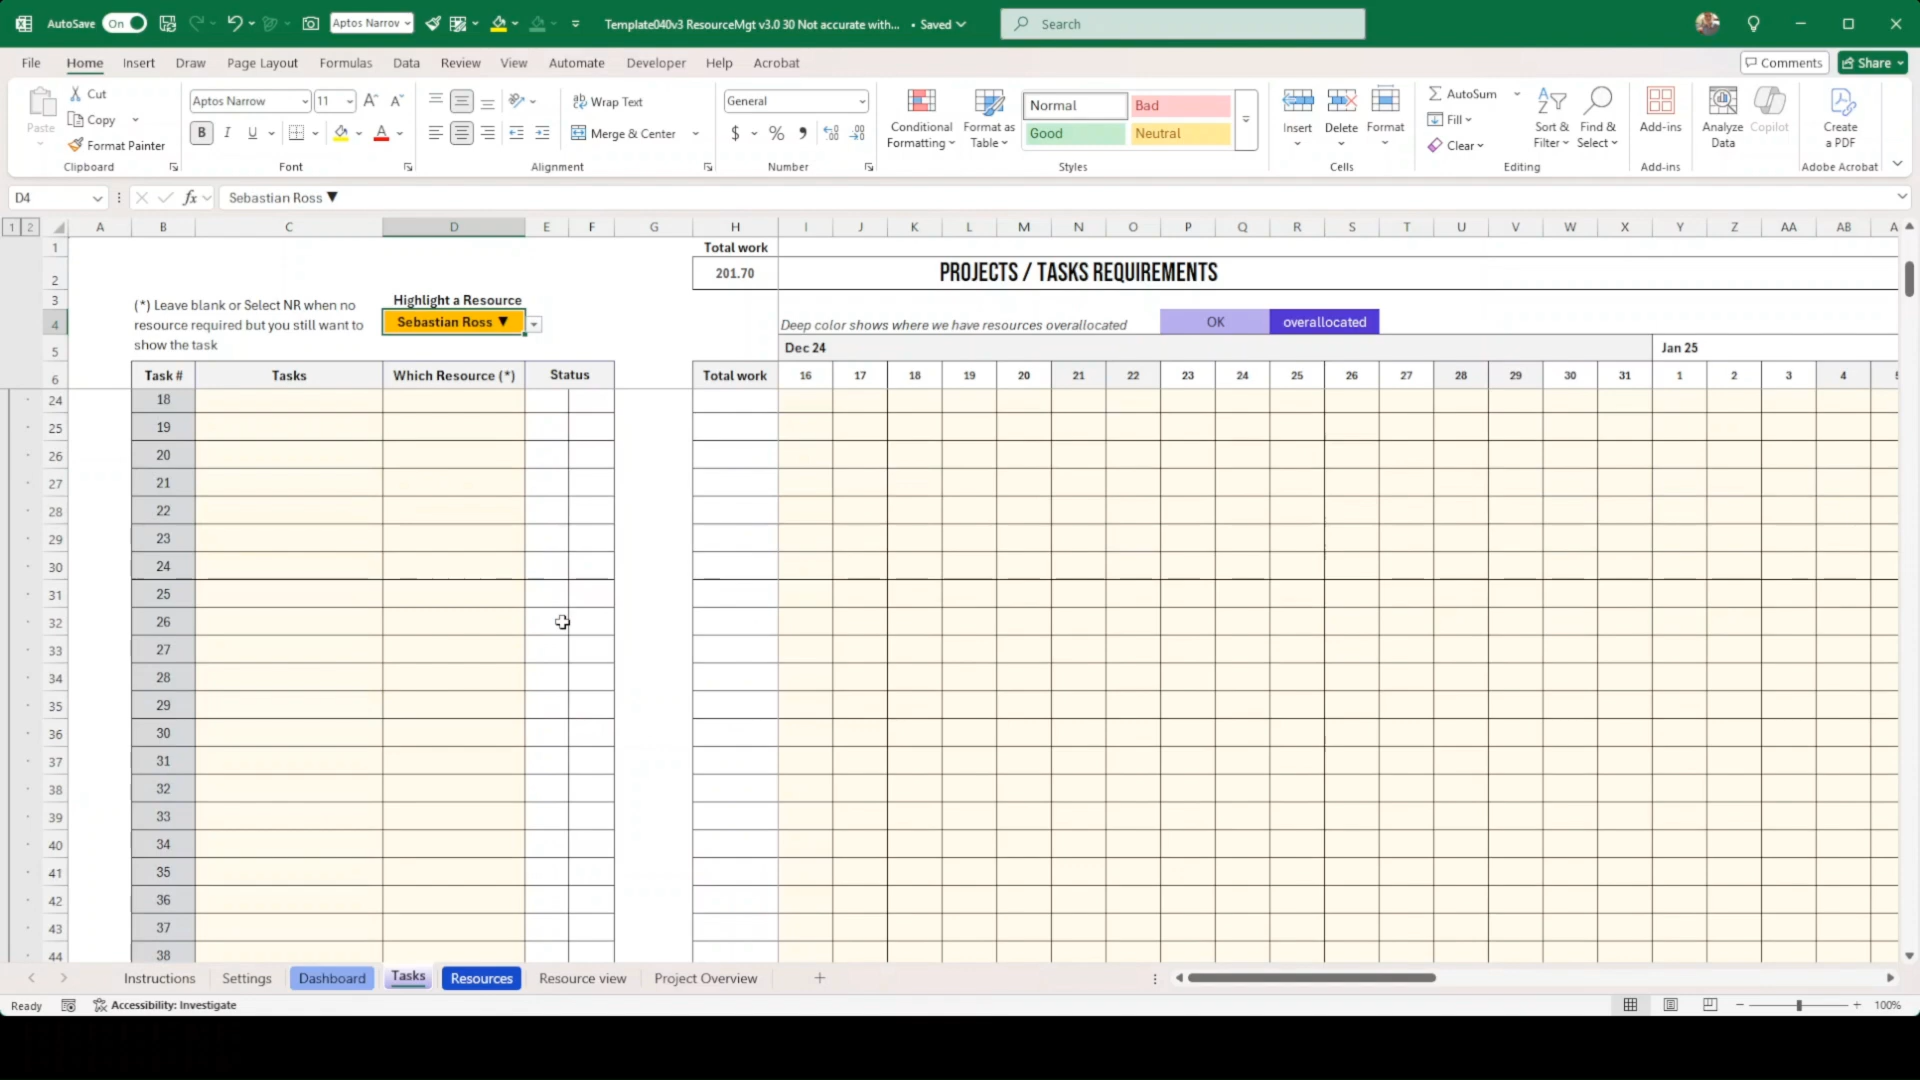 AutoSave On Aptos Narrov Template040v3 ResourceMgt v3.0 30 Not accurate with... • Saved Search
File Home Insert Draw Page Layout Formulas Data Review View Automate Developer Help Acrobat Comments Share
Paste Cut Copy Format Painter Clipboard
Aptos Narrow 11 A A B I U A Font
Wrap Text Merge & Center Alignment
General $ % , Number
Conditional Formatting Format as Table Normal Bad Good Neutral Styles
Insert Delete Format Cells
AutoSum Fill Clear Sort & Filter Find & Select Editing
Add-ins Add-ins
Analyze Data Copilot
Create a PDF Adobe Acrobat
D4 fx Sebastian Ross ▼
1 2 A B C D E F G H I J K L M N O P Q R S T U V W X Y Z AA AB A
1 Total work
2 201.70 PROJECTS / TASKS REQUIREMENTS
3 (*) Leave blank or Select NR when no Highlight a Resource
4 resource required but you still want to Sebastian Ross ▼ Deep color shows where we have resources overallocated OK overallocated
5 show the task Dec 24 Jan 25
6 Task # Tasks Which Resource (*) Status Total work 16 17 18 19 20 21 22 23 24 25 26 27 28 29 30 31 1 2 3 4
24 18
25 19
26 20
27 21
28 22
29 23
30 24
31 25
32 26
33 27
34 28
35 29
36 30
37 31
38 32
39 33
40 34
41 35
42 36
43 37
44 38
Instructions Settings Dashboard Tasks Resources Resource view Project Overview +
Ready Accessibility: Investigate 100%